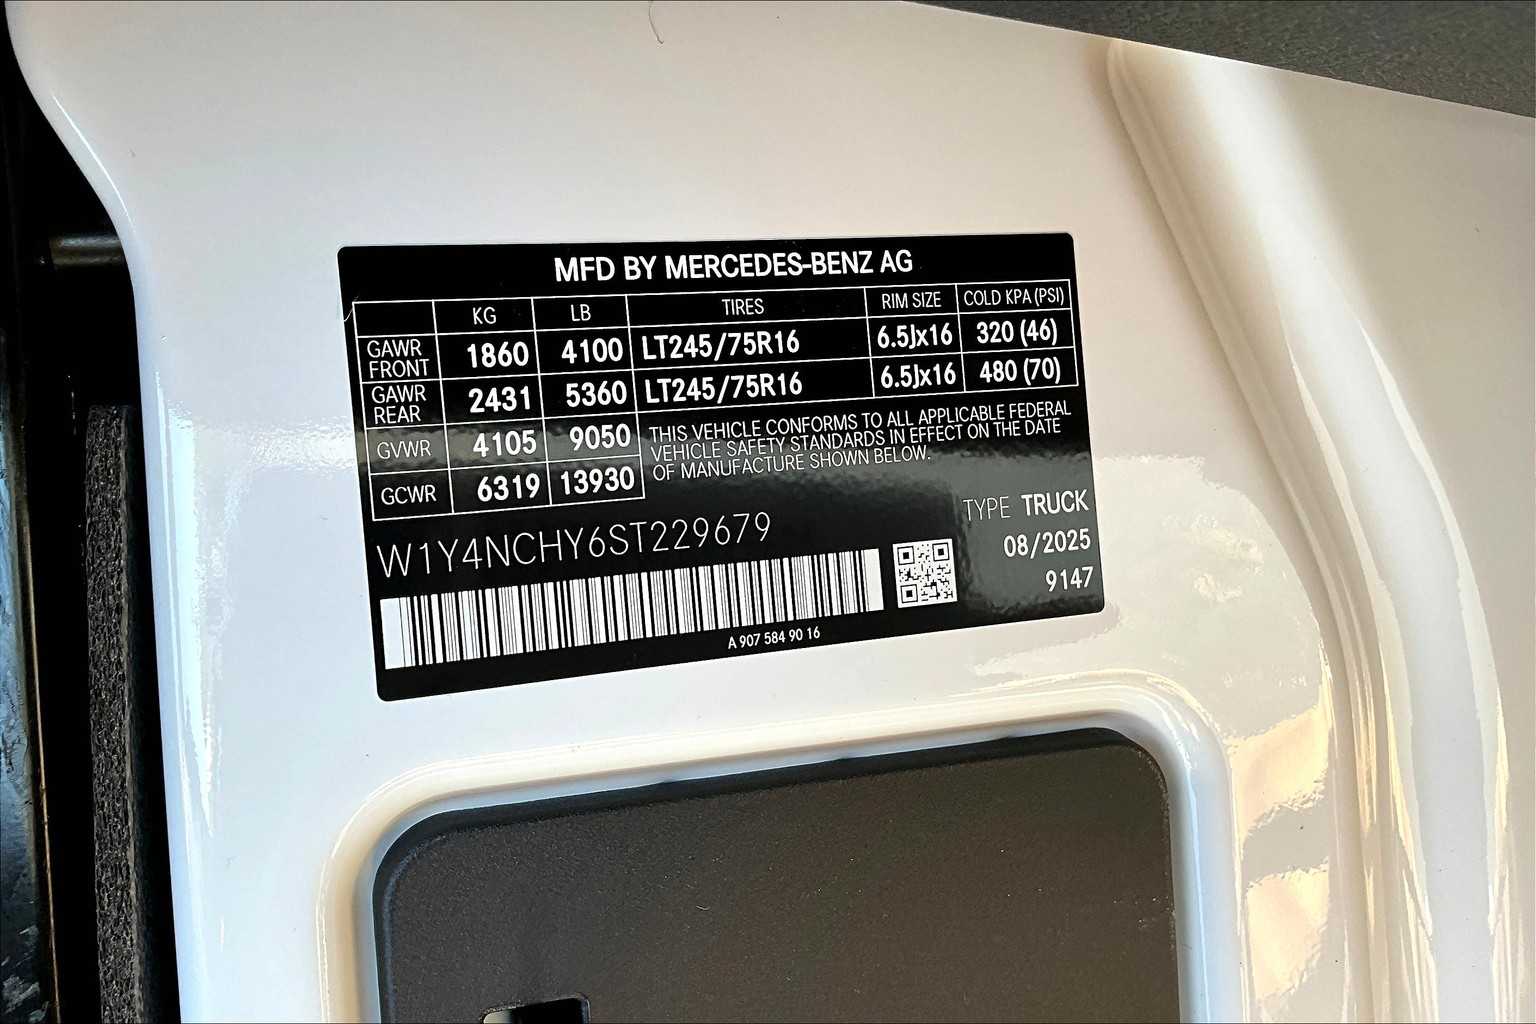 MFD BY MERCEDES-BENZ AG
KG LB TIRES RIM SIZE COLD KPA (PSI)
GAWR FRONT 1860 4100 LT245/75R16 6.5Jx16 320 (46)
GAWR REAR 2431 5360 LT245/75R16 6.5Jx16 480 (70)
GVWR 4105 9050
GCWR 6319 13930
THIS VEHICLE CONFORMS TO ALL APPLICABLE FEDERAL
VEHICLE SAFETY STANDARDS IN EFFECT ON THE DATE
OF MANUFACTURE SHOWN BELOW.
W1Y4NCHY6ST229679
TYPE TRUCK
08/2025
9147
A 907 584 90 16